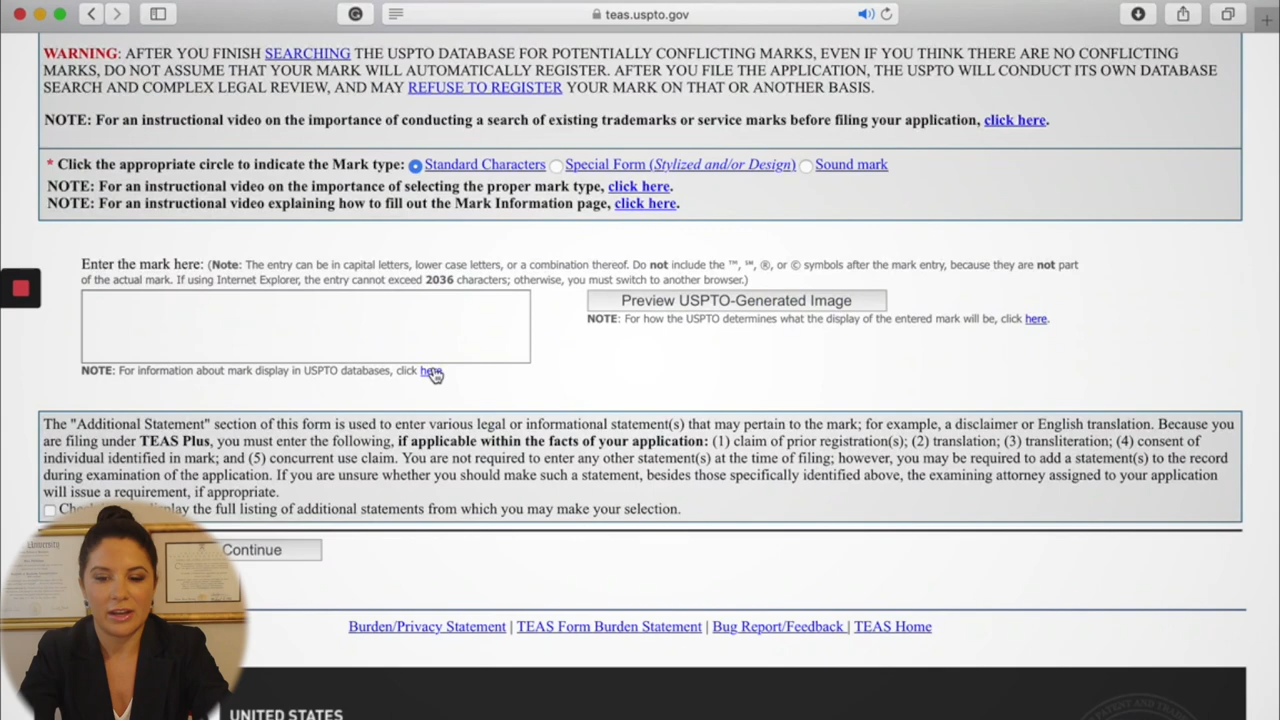 teas.uspto.gov
WARNING: AFTER YOU FINISH SEARCHING THE USPTO DATABASE FOR POTENTIALLY CONFLICTING MARKS, EVEN IF YOU THINK THERE ARE NO CONFLICTING
MARKS, DO NOT ASSUME THAT YOUR MARK WILL AUTOMATICALLY REGISTER. AFTER YOU FILE THE APPLICATION, THE USPTO WILL CONDUCT ITS OWN DATABASE
SEARCH AND COMPLEX LEGAL REVIEW, AND MAY REFUSE TO REGISTER YOUR MARK ON THAT OR ANOTHER BASIS.
NOTE: For an instructional video on the importance of conducting a search of existing trademarks or service marks before filing your application, click here.
* Click the appropriate circle to indicate the Mark type: Standard Characters Special Form (Stylized and/or Design) Sound mark
NOTE: For an instructional video on the importance of selecting the proper mark type, click here.
NOTE: For an instructional video explaining how to fill out the Mark Information page, click here.
Enter the mark here: (Note: The entry can be in capital letters, lower case letters, or a combination thereof. Do not include the ™, ℠, ®, or © symbols after the mark entry, because they are not part
of the actual mark. If using Internet Explorer, the entry cannot exceed 2036 characters; otherwise, you must switch to another browser.)
Preview USPTO-Generated Image
NOTE: For how the USPTO determines what the display of the entered mark will be, click here.
NOTE: For information about mark display in USPTO databases, click here.
The "Additional Statement" section of this form is used to enter various legal or informational statement(s) that may pertain to the mark; for example, a disclaimer or English translation. Because you
are filing under TEAS Plus, you must enter the following, if applicable within the facts of your application: (1) claim of prior registration(s); (2) translation; (3) transliteration; (4) consent of
individual identified in mark; and (5) concurrent use claim. You are not required to enter any other statement(s) at the time of filing; however, you may be required to add a statement(s) to the record
during examination of the application. If you are unsure whether you should make such a statement, besides those specifically identified above, the examining attorney assigned to your application
will issue a requirement, if appropriate.
the full listing of additional statements from which you may make your selection.
Continue
Burden/Privacy Statement | TEAS Form Burden Statement | Bug Report/Feedback | TEAS Home
UNITED STATES